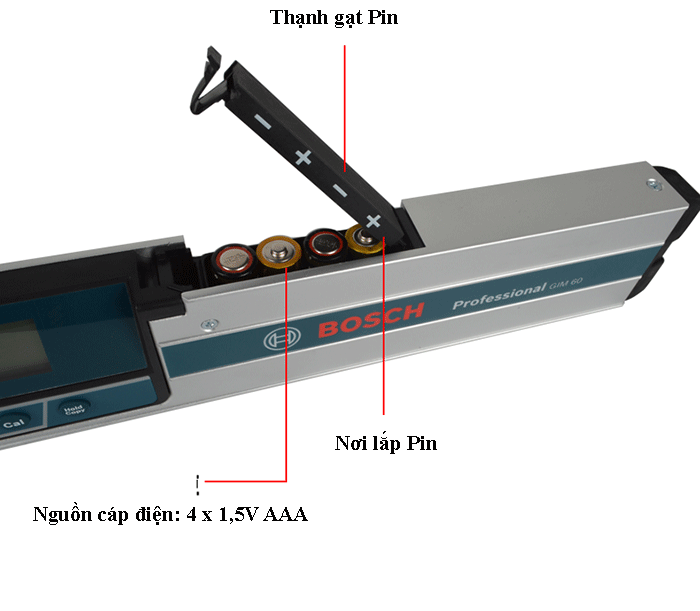 Thạnh gạt Pin
BOSCH
Professional GIM 60
Hold
Copy
Cal
Nơi lắp Pin
Nguồn cáp điện: 4 x 1,5V AAA